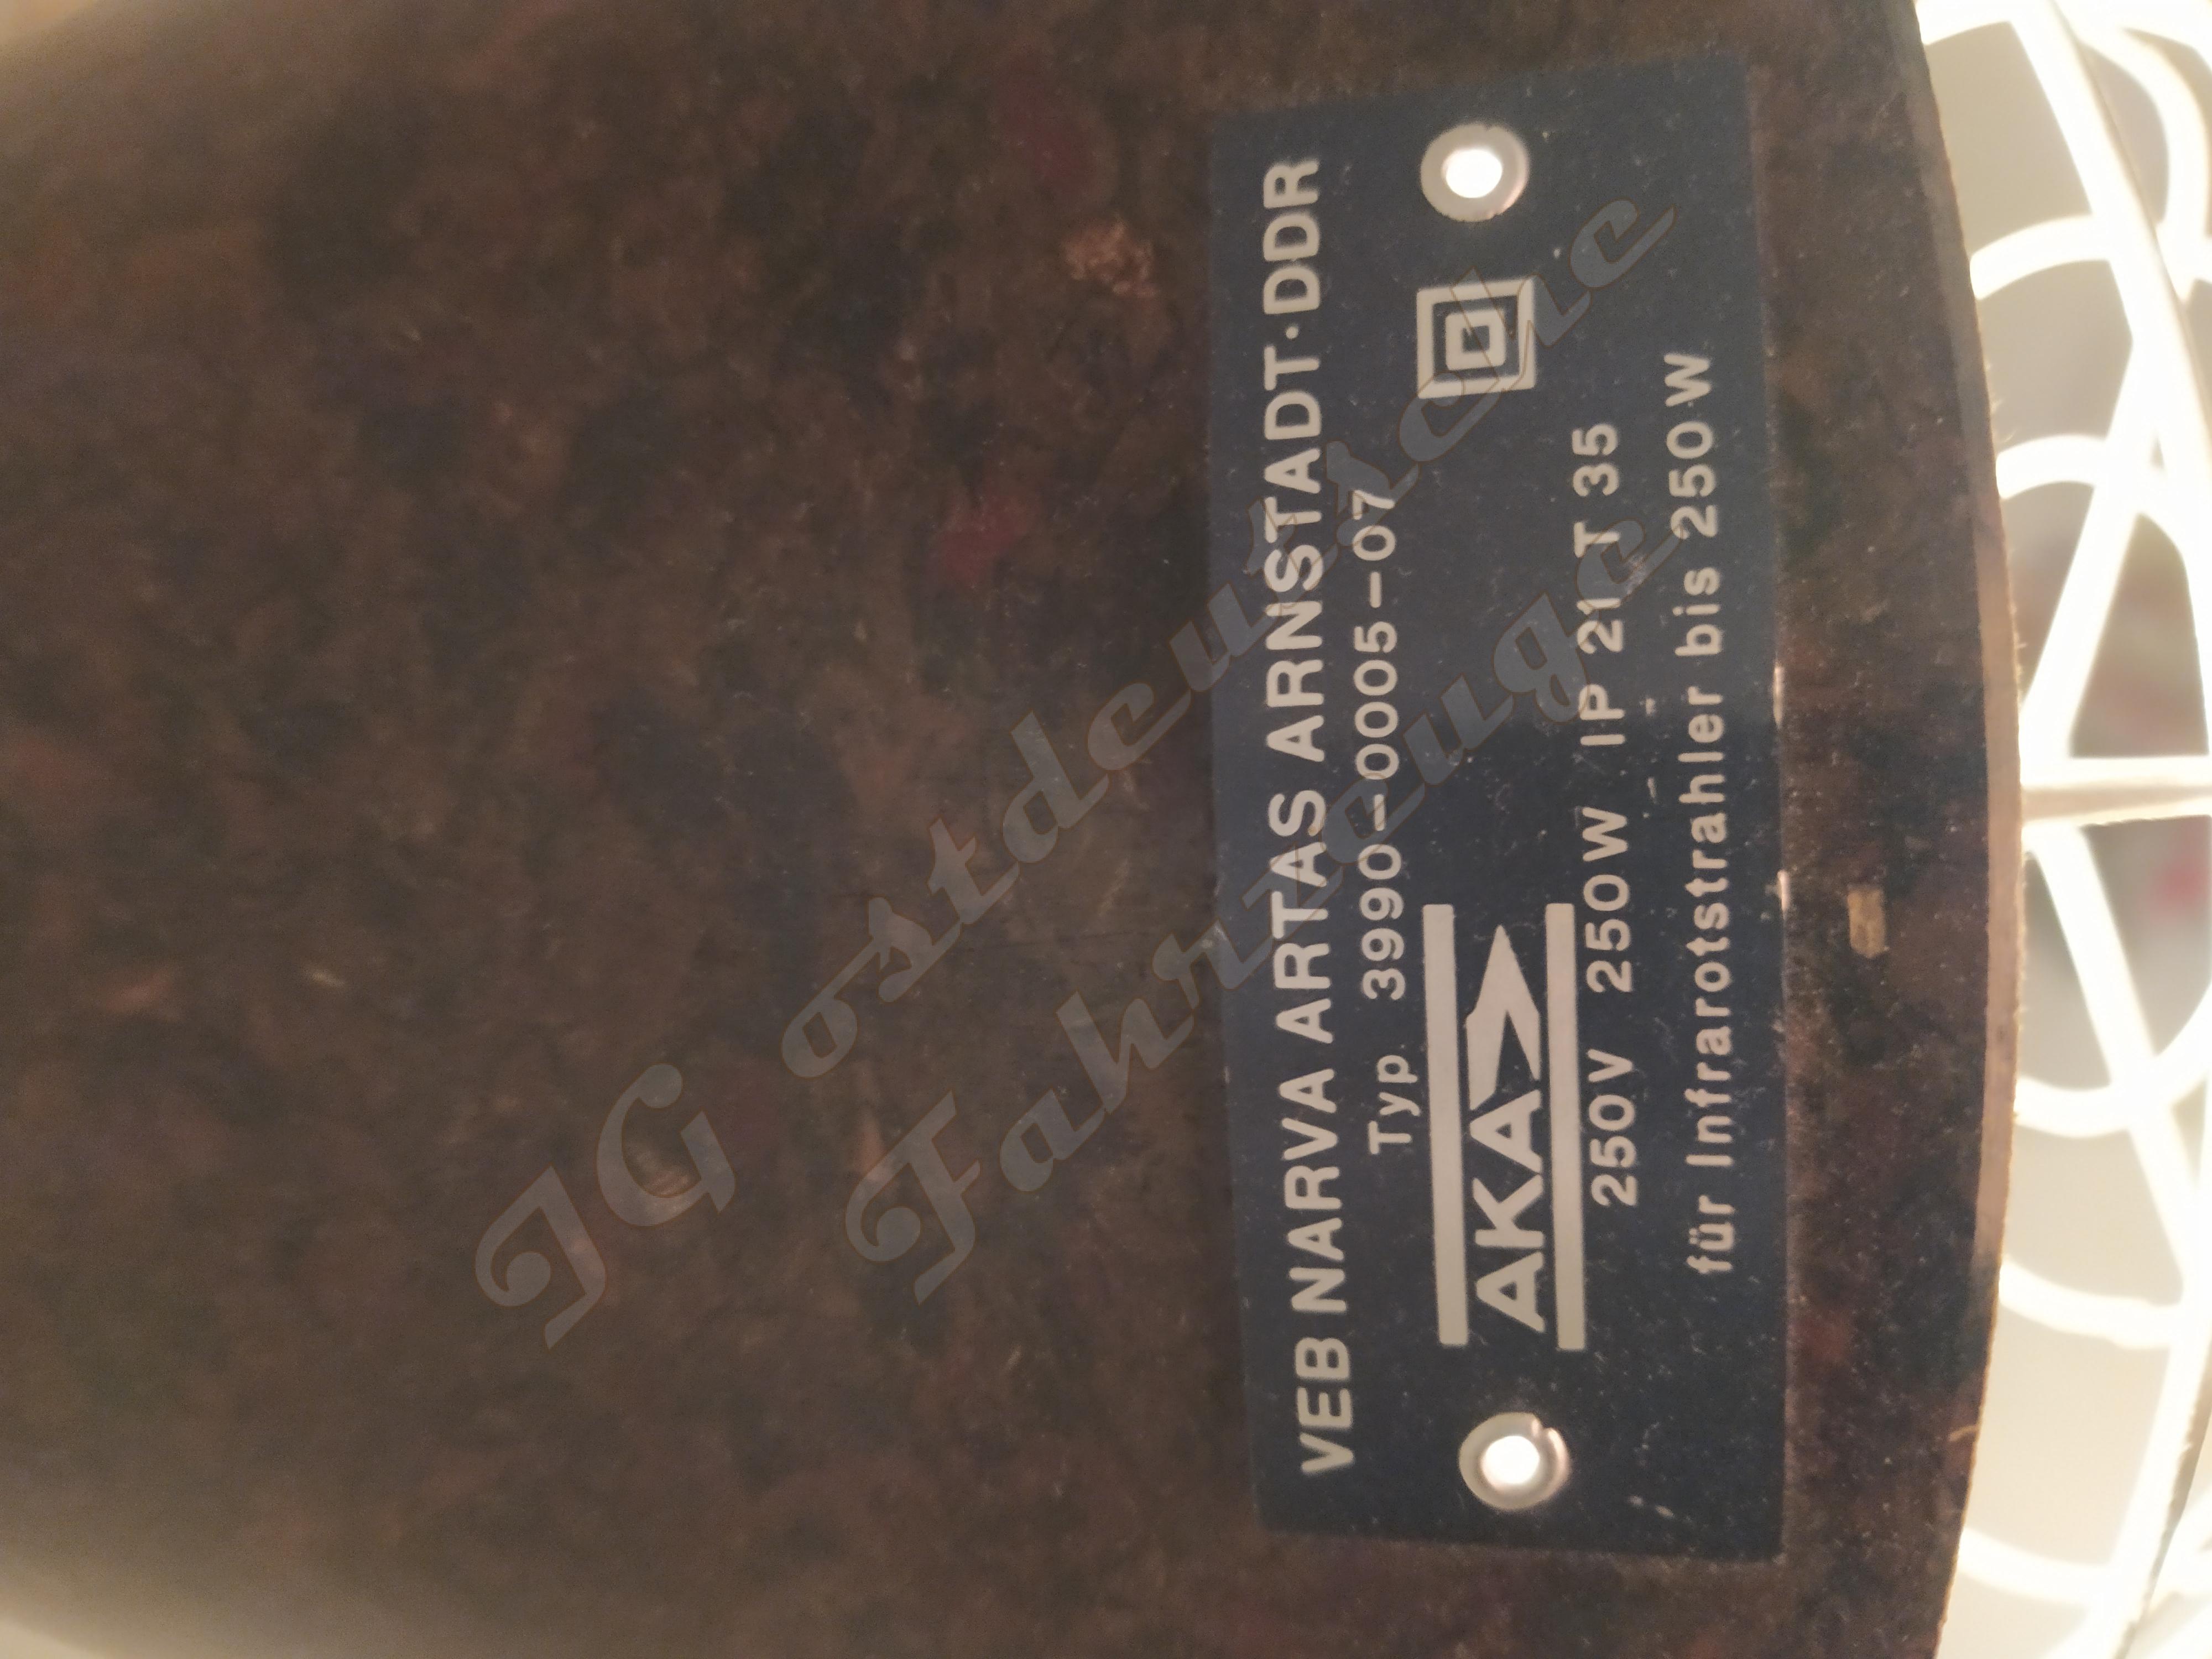 VEB NARVA ARTAS ARNSTADT·DDR
Typ 3990-0005-07
AKA
250V 250W IP 21 T 35
für Infrarotstrahler bis 250W
IG ostdeutsche
Fahrzeuge